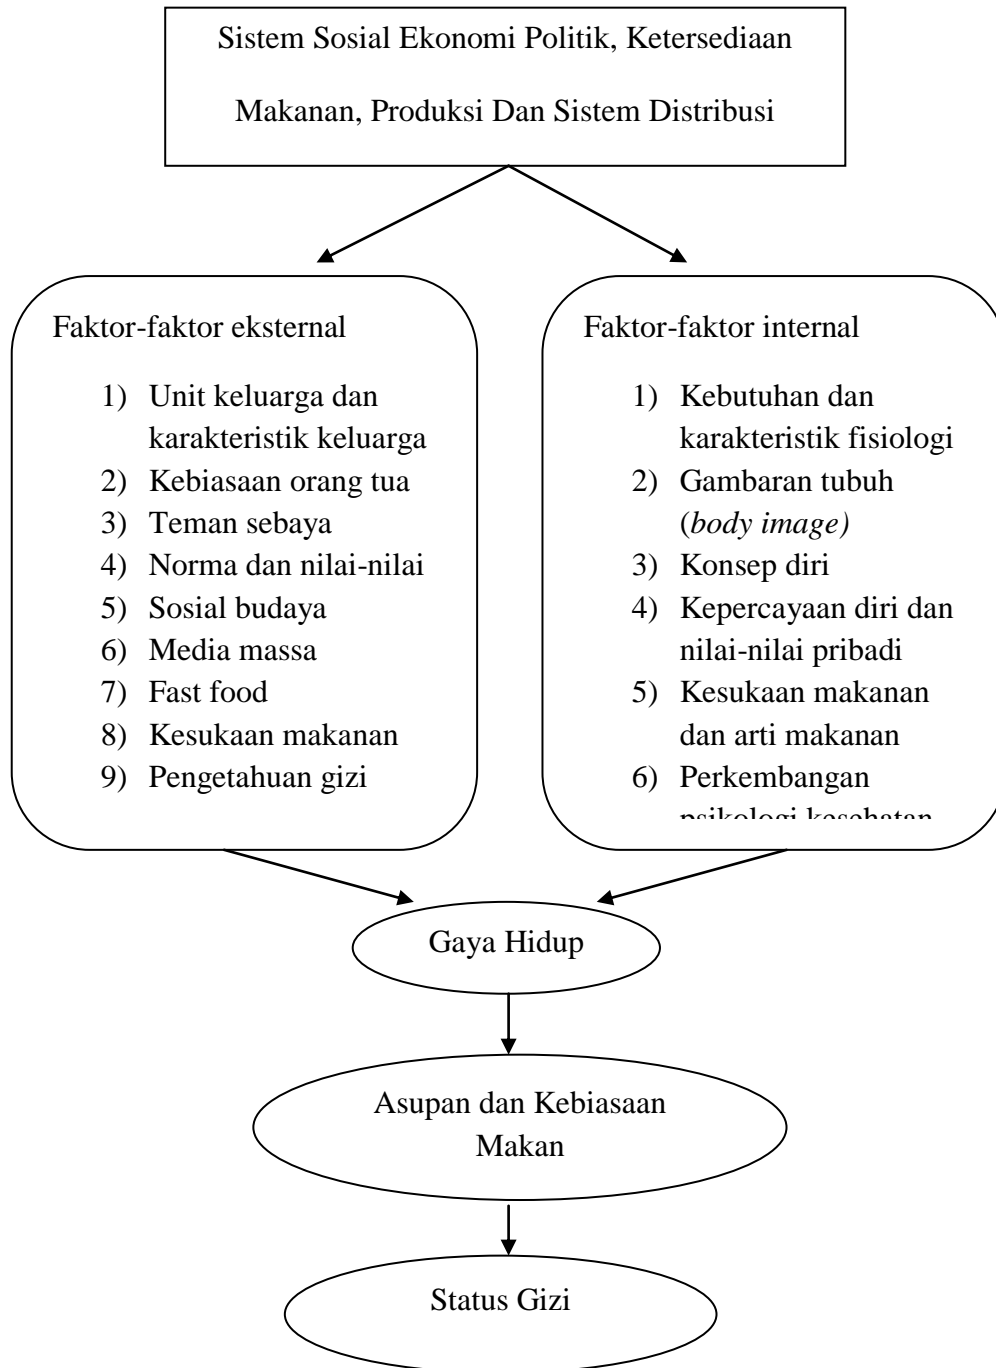 Sistem Sosial Ekonomi Politik, Ketersediaan
Makanan, Produksi Dan Sistem Distribusi
Faktor-faktor eksternal
1) Unit keluarga dan
karakteristik keluarga
2) Kebiasaan orang tua
3) Teman sebaya
4) Norma dan nilai-nilai
5) Sosial budaya
6) Media massa
7) Fast food
8) Kesukaan makanan
9) Pengetahuan gizi
Faktor-faktor internal
1) Kebutuhan dan
karakteristik fisiologi
2) Gambaran tubuh
(body image)
3) Konsep diri
4) Kepercayaan diri dan
nilai-nilai pribadi
5) Kesukaan makanan
dan arti makanan
6) Perkembangan
psikologi kesehatan
Gaya Hidup
Asupan dan Kebiasaan
Makan
Status Gizi